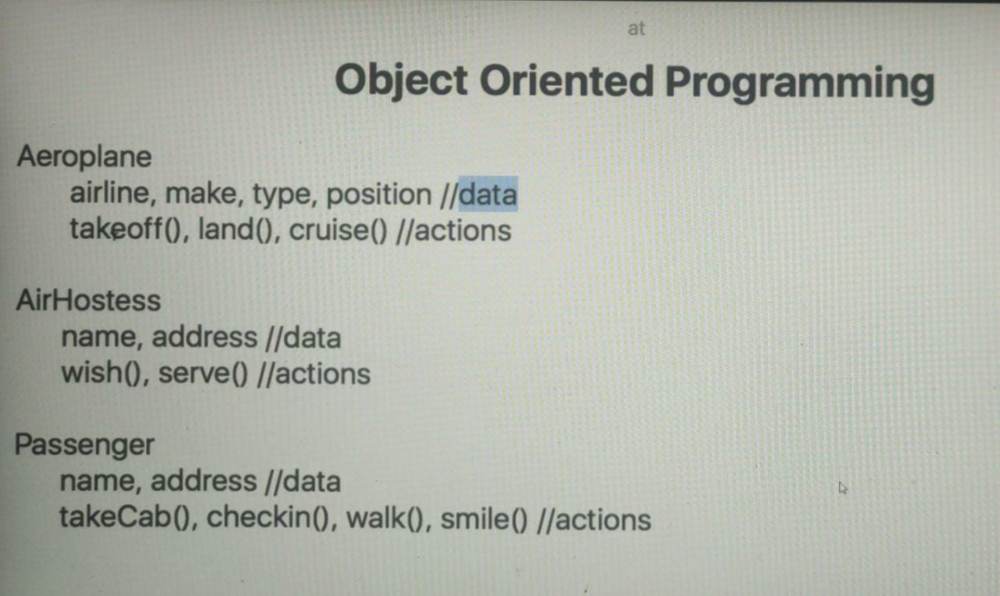 at
Object Oriented Programming
Aeroplane
airline, make, type, position //data
takeoff(), land(), cruise() //actions
AirHostess
name, address //data
wish(), serve() //actions
Passenger
name, address //data
takeCab(), checkin(), walk(), smile() //actions